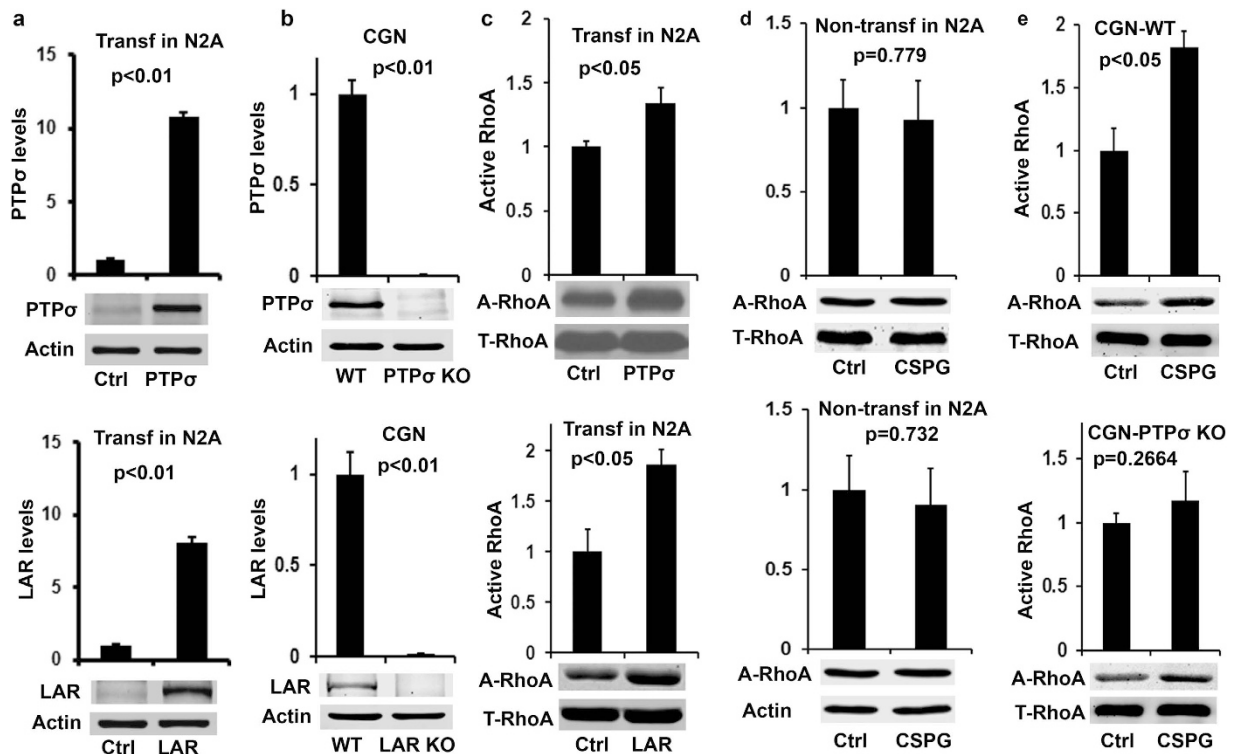 a
Transf in N2A
p<0.01
15
10
5
0
PTPσ levels
PTPσ
Actin
Ctrl PTPσ
b
CGN
p<0.01
1
0.5
0
PTPσ levels
PTPσ
Actin
WT PTPσ KO
c
Transf in N2A
p<0.05
2
1.5
1
0.5
0
Active RhoA
A-RhoA
T-RhoA
Ctrl PTPσ
d
Non-transf in N2A
p=0.779
1.5
1
0.5
0
A-RhoA
T-RhoA
Ctrl CSPG
e
CGN-WT
p<0.05
2
1.5
1
0.5
0
Active RhoA
A-RhoA
T-RhoA
Ctrl CSPG
Transf in N2A
p<0.01
15
10
5
0
LAR levels
LAR
Actin
Ctrl LAR
CGN
p<0.01
1
0.5
0
LAR levels
LAR
Actin
WT LAR KO
Transf in N2A
p<0.05
2
1.5
1
0.5
0
Active RhoA
A-RhoA
T-RhoA
Ctrl LAR
Non-transf in N2A
p=0.732
1.5
1
0.5
0
A-RhoA
Actin
Ctrl CSPG
CGN-PTPσ KO
p=0.2664
2
1.5
1
0.5
0
Active RhoA
A-RhoA
T-RhoA
Ctrl CSPG